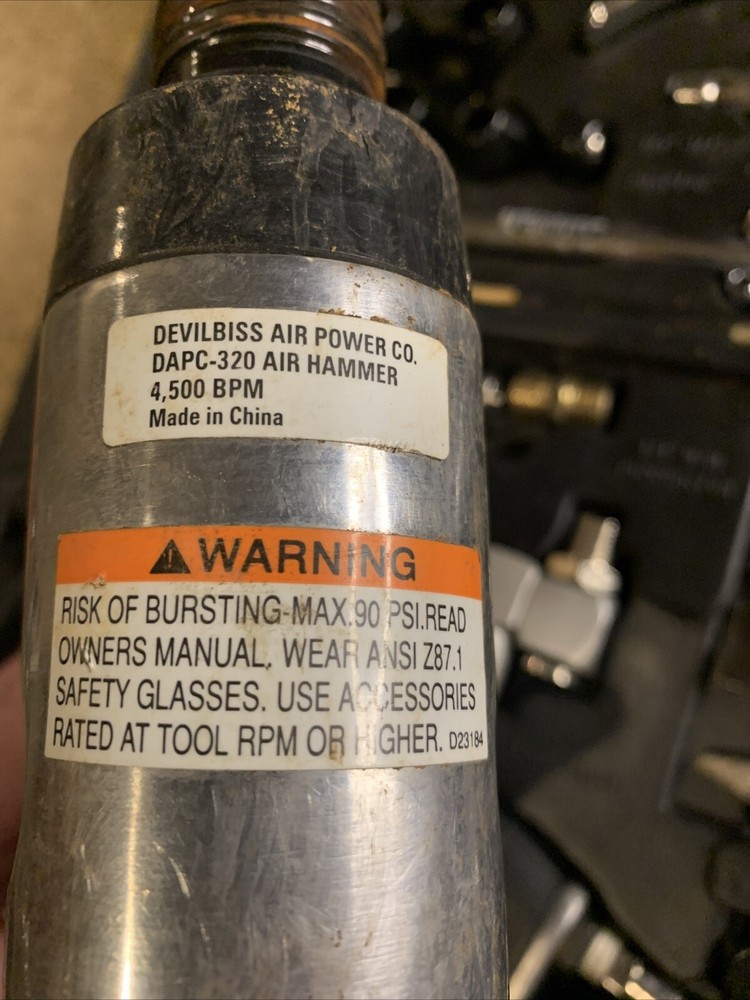 DEVILBISS AIR POWER CO.
DAPC-320 AIR HAMMER
4,500 BPM
Made in China
WARNING
RISK OF BURSTING-MAX.90 PSI.READ
OWNERS MANUAL. WEAR ANSI Z87.1
SAFETY GLASSES. USE ACCESSORIES
RATED AT TOOL RPM OR HIGHER. D23184